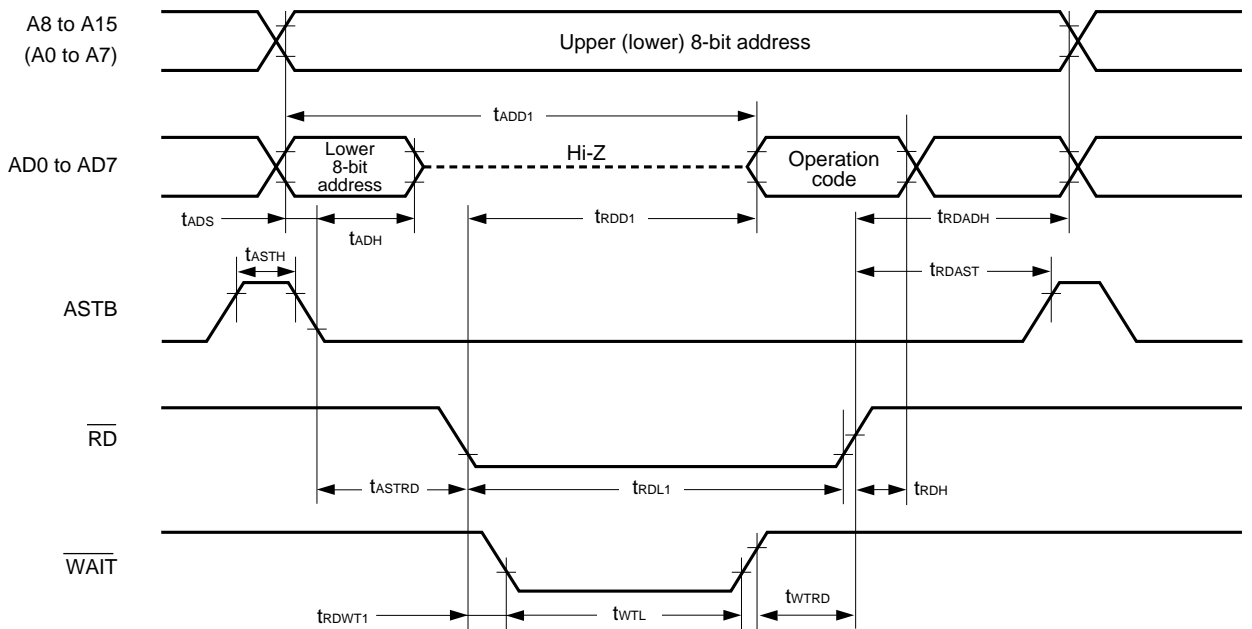 A8 to A15
(A0 to A7)
Upper (lower) 8-bit address
tADD1
AD0 to AD7
Lower
8-bit
address
Hi-Z
Operation
code
tADS
tADH
tRDD1
tRDADH
tASTH
tRDAST
ASTB
RD
tASTRD
tRDL1
tRDH
WAIT
tRDWT1
tWTL
tWTRD